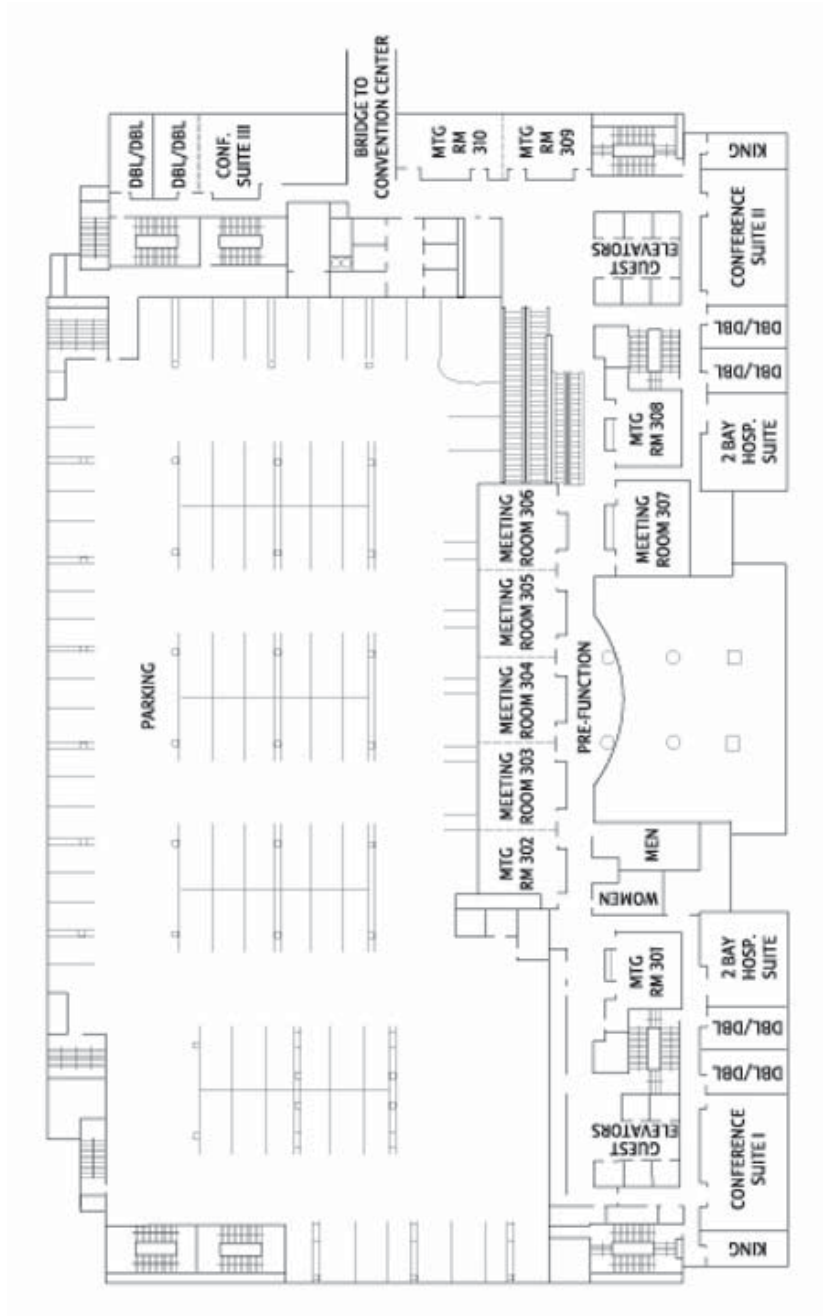 BRIDGE TO
CONVENTION CENTER
DBL/DBL
DBL/DBL
CONF.
SUITE III
MTG
RM
310
MTG
RM
309
KING
CONFERENCE
SUITE II
GUEST
ELEVATORS
DBL/DBL
DBL/DBL
MTG
RM 308
2 BAY
HOSP.
SUITE
MEETING
ROOM 306
MEETING
ROOM 307
MEETING
ROOM 305
PARKING
MEETING
ROOM 304
PRE-FUNCTION
MEETING
ROOM 303
MTG
RM 302
MEN
WOMEN
MTG
RM 301
2 BAY
HOSP.
SUITE
DBL/DBL
DBL/DBL
GUEST
ELEVATORS
CONFERENCE
SUITE I
KING